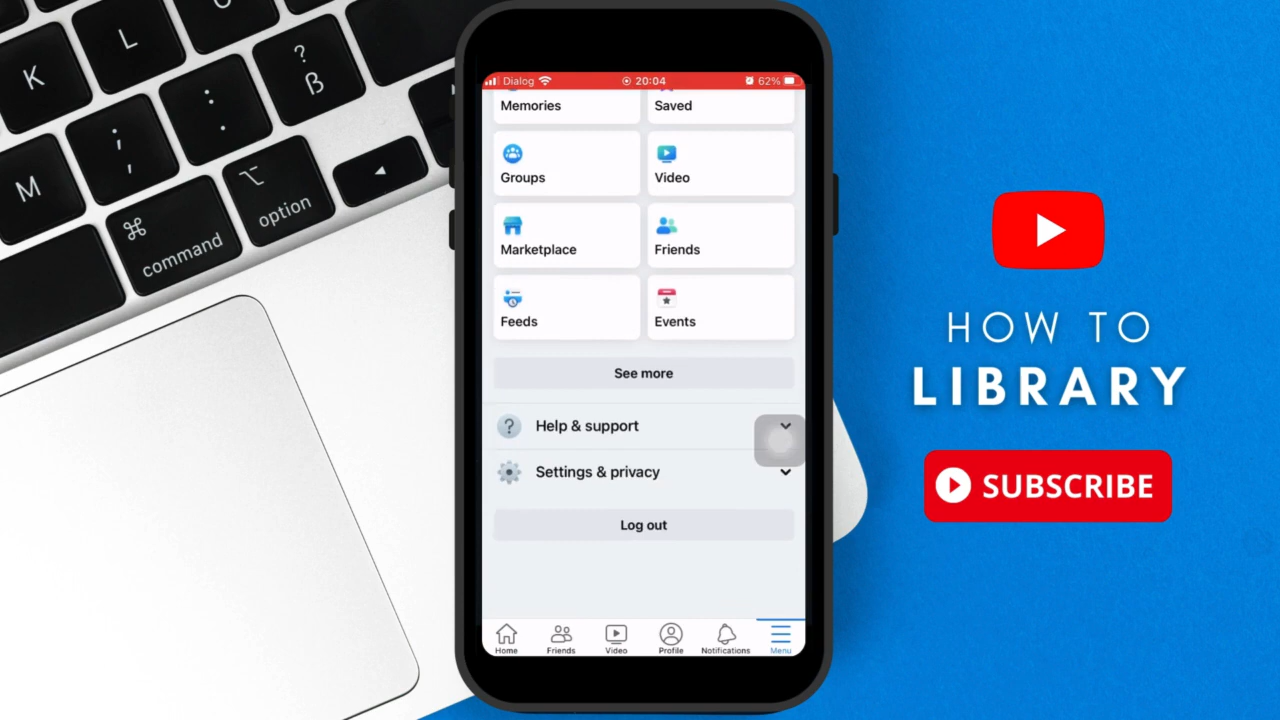 L
K
?
ß
:
.
;
,
M
⌘
command
⌥
option
Dialog
20:04
62%
Memories
Saved
Groups
Video
Marketplace
Friends
Feeds
Events
See more
Help & support
Settings & privacy
Log out
Home
Friends
Video
Profile
Notifications
Menu
HOW TO
LIBRARY
SUBSCRIBE